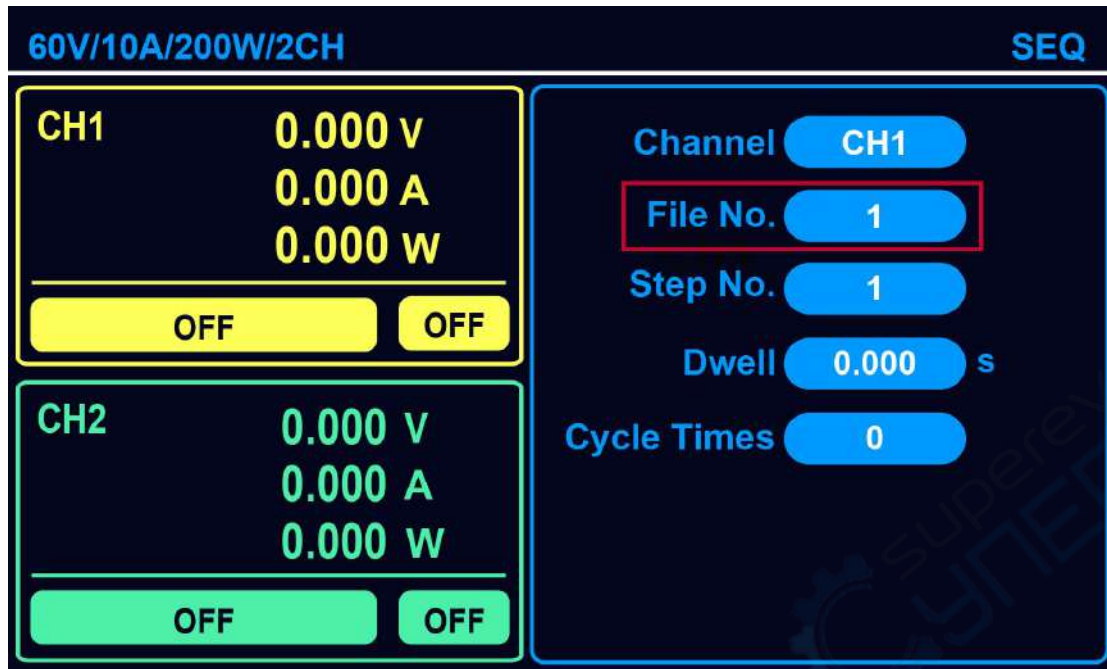 60V/10A/200W/2CH SEQ
CH1 0.000 V
0.000 A
0.000 W
OFF OFF
CH2 0.000 V
0.000 A
0.000 W
OFF OFF
Channel CH1
File No. 1
Step No. 1
Dwell 0.000 s
Cycle Times 0